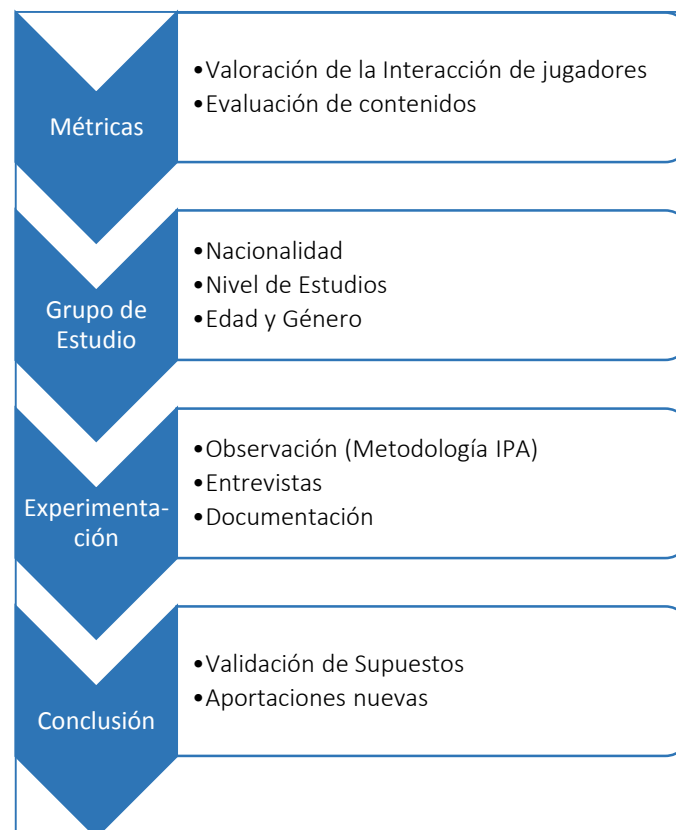 Métricas
•Valoración de la Interacción de jugadores
•Evaluación de contenidos
Grupo de
Estudio
•Nacionalidad
•Nivel de Estudios
•Edad y Género
Experimenta-
ción
•Observación (Metodología IPA)
•Entrevistas
•Documentación
Conclusión
•Validación de Supuestos
•Aportaciones nuevas